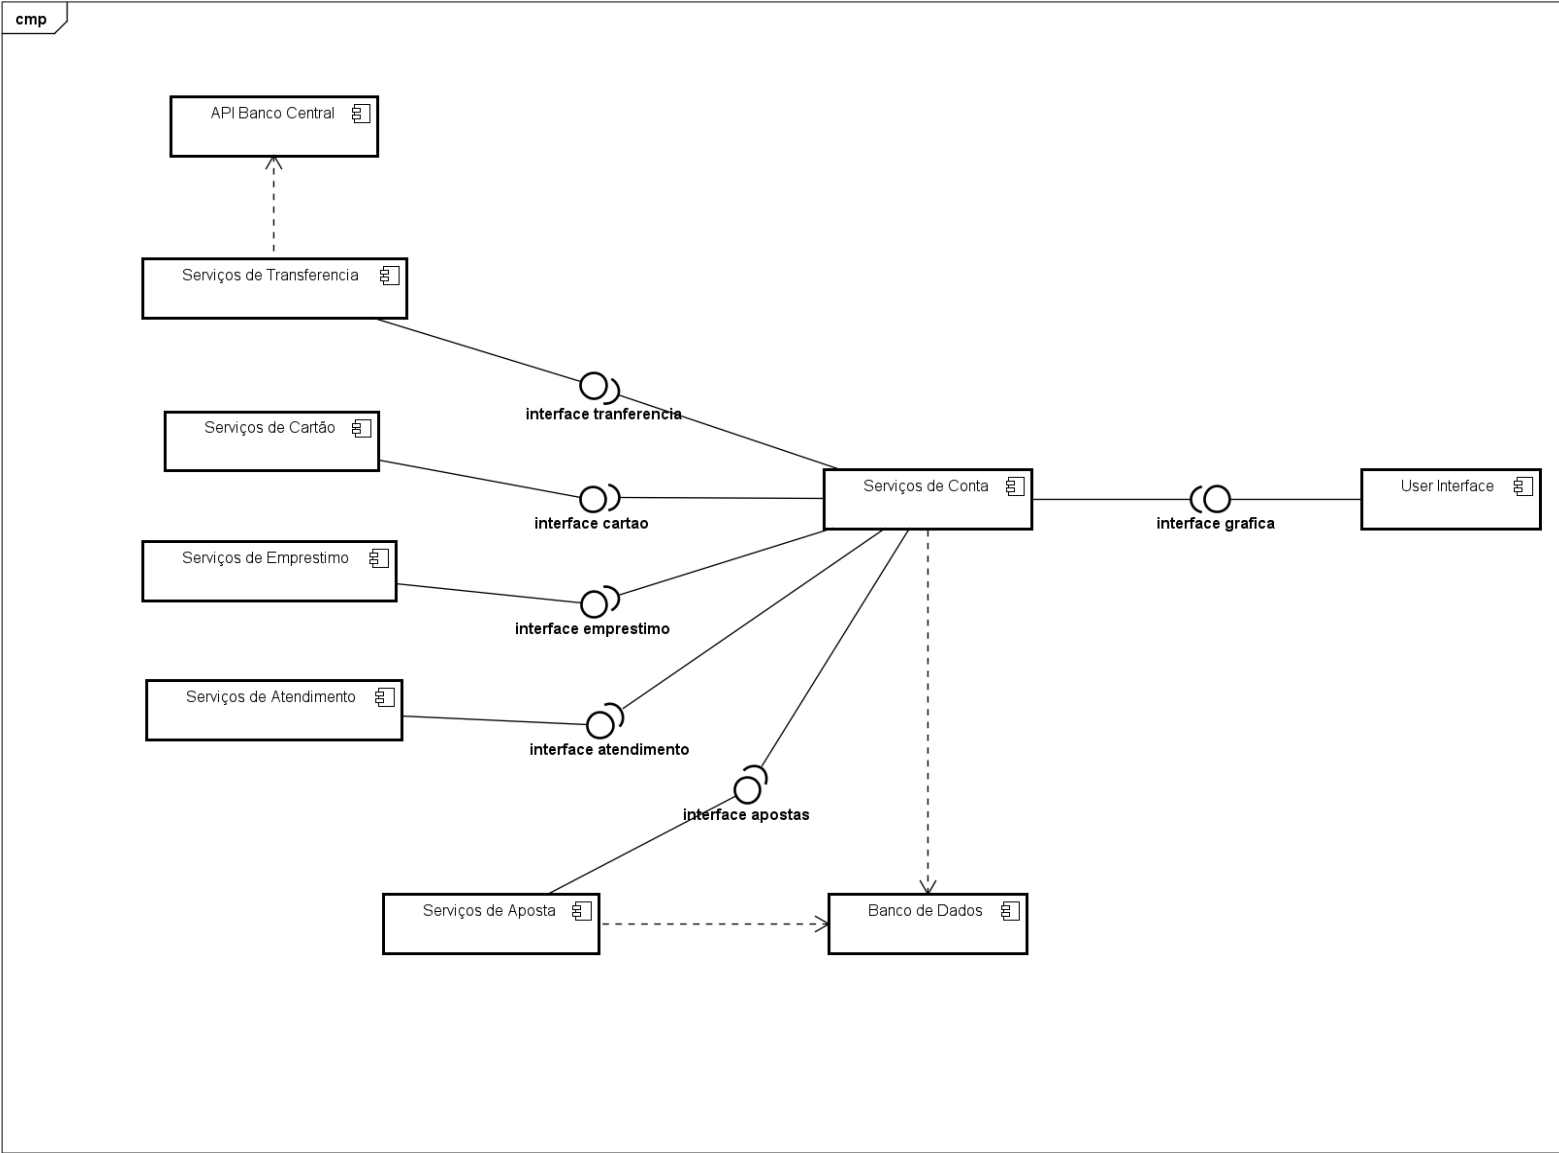 cmp
API Banco Central
Serviços de Transferencia
interface tranferencia
Serviços de Cartão
interface cartao
Serviços de Conta
interface grafica
User Interface
Serviços de Emprestimo
interface emprestimo
Serviços de Atendimento
interface atendimento
interface apostas
Serviços de Aposta
Banco de Dados